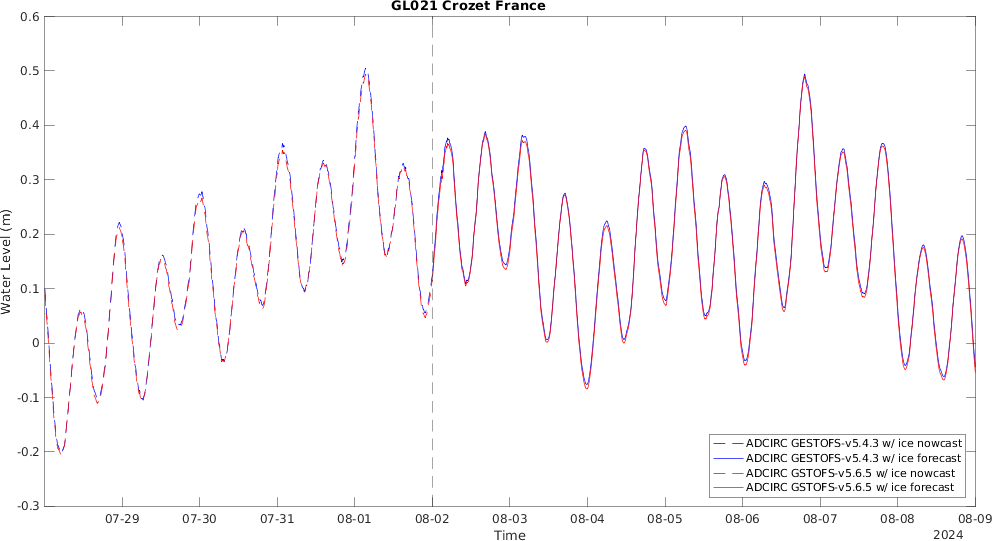 GL021 Crozet France
0.6
0.5
0.4
0.3
0.2
0.1
0
-0.1
-0.2
-0.3
Water Level (m)
ADCIRC GESTOFS-v5.4.3 w/ ice nowcast
ADCIRC GESTOFS-v5.4.3 w/ ice forecast
ADCIRC GSTOFS-v5.6.5 w/ ice nowcast
ADCIRC GSTOFS-v5.6.5 w/ ice forecast
07-29 07-30 07-31 08-01 08-02 08-03 08-04 08-05 08-06 08-07 08-08 08-09
Time
2024